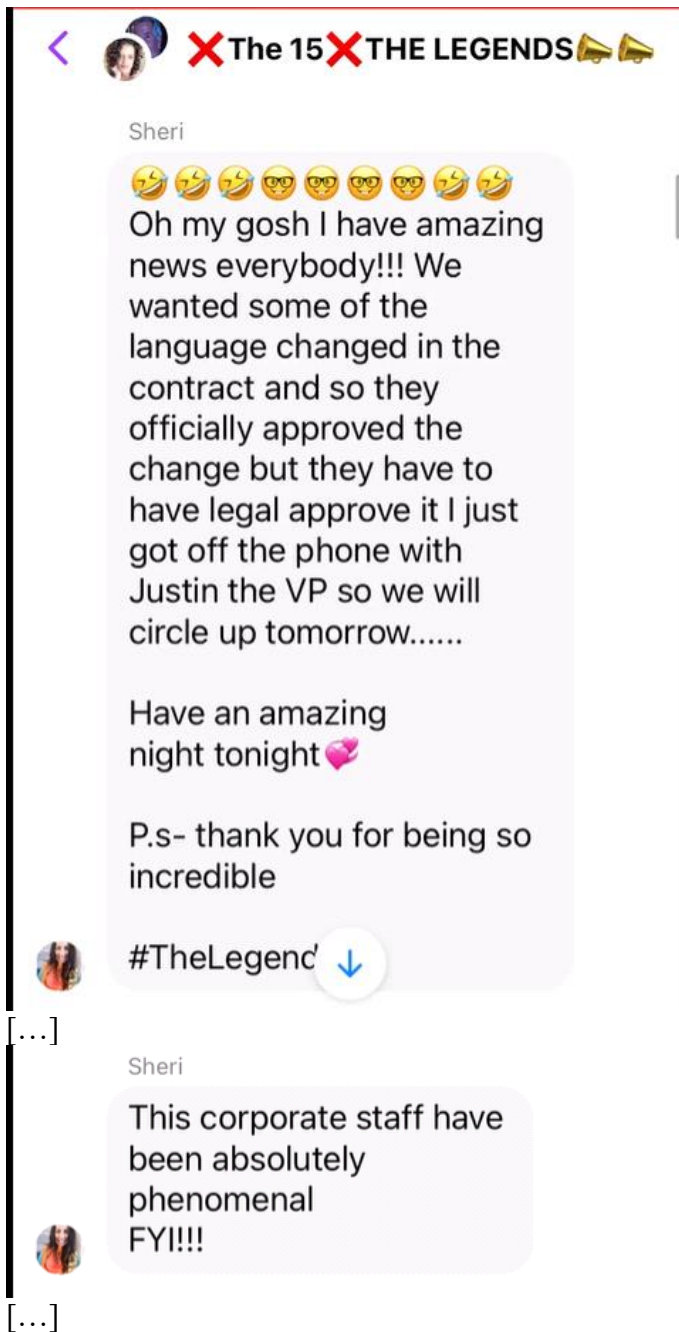 ❌The 15❌THE LEGENDS📣📣
Sheri
🤣🤣🤣🤓🤓🤓🤓🤣🤣
Oh my gosh I have amazing
news everybody!!! We
wanted some of the
language changed in the
contract and so they
officially approved the
change but they have to
have legal approve it I just
got off the phone with
Justin the VP so we will
circle up tomorrow......
Have an amazing
night tonight💞
P.s- thank you for being so
incredible
#TheLegend
[…]
Sheri
This corporate staff have
been absolutely
phenomenal
FYI!!!
[…]